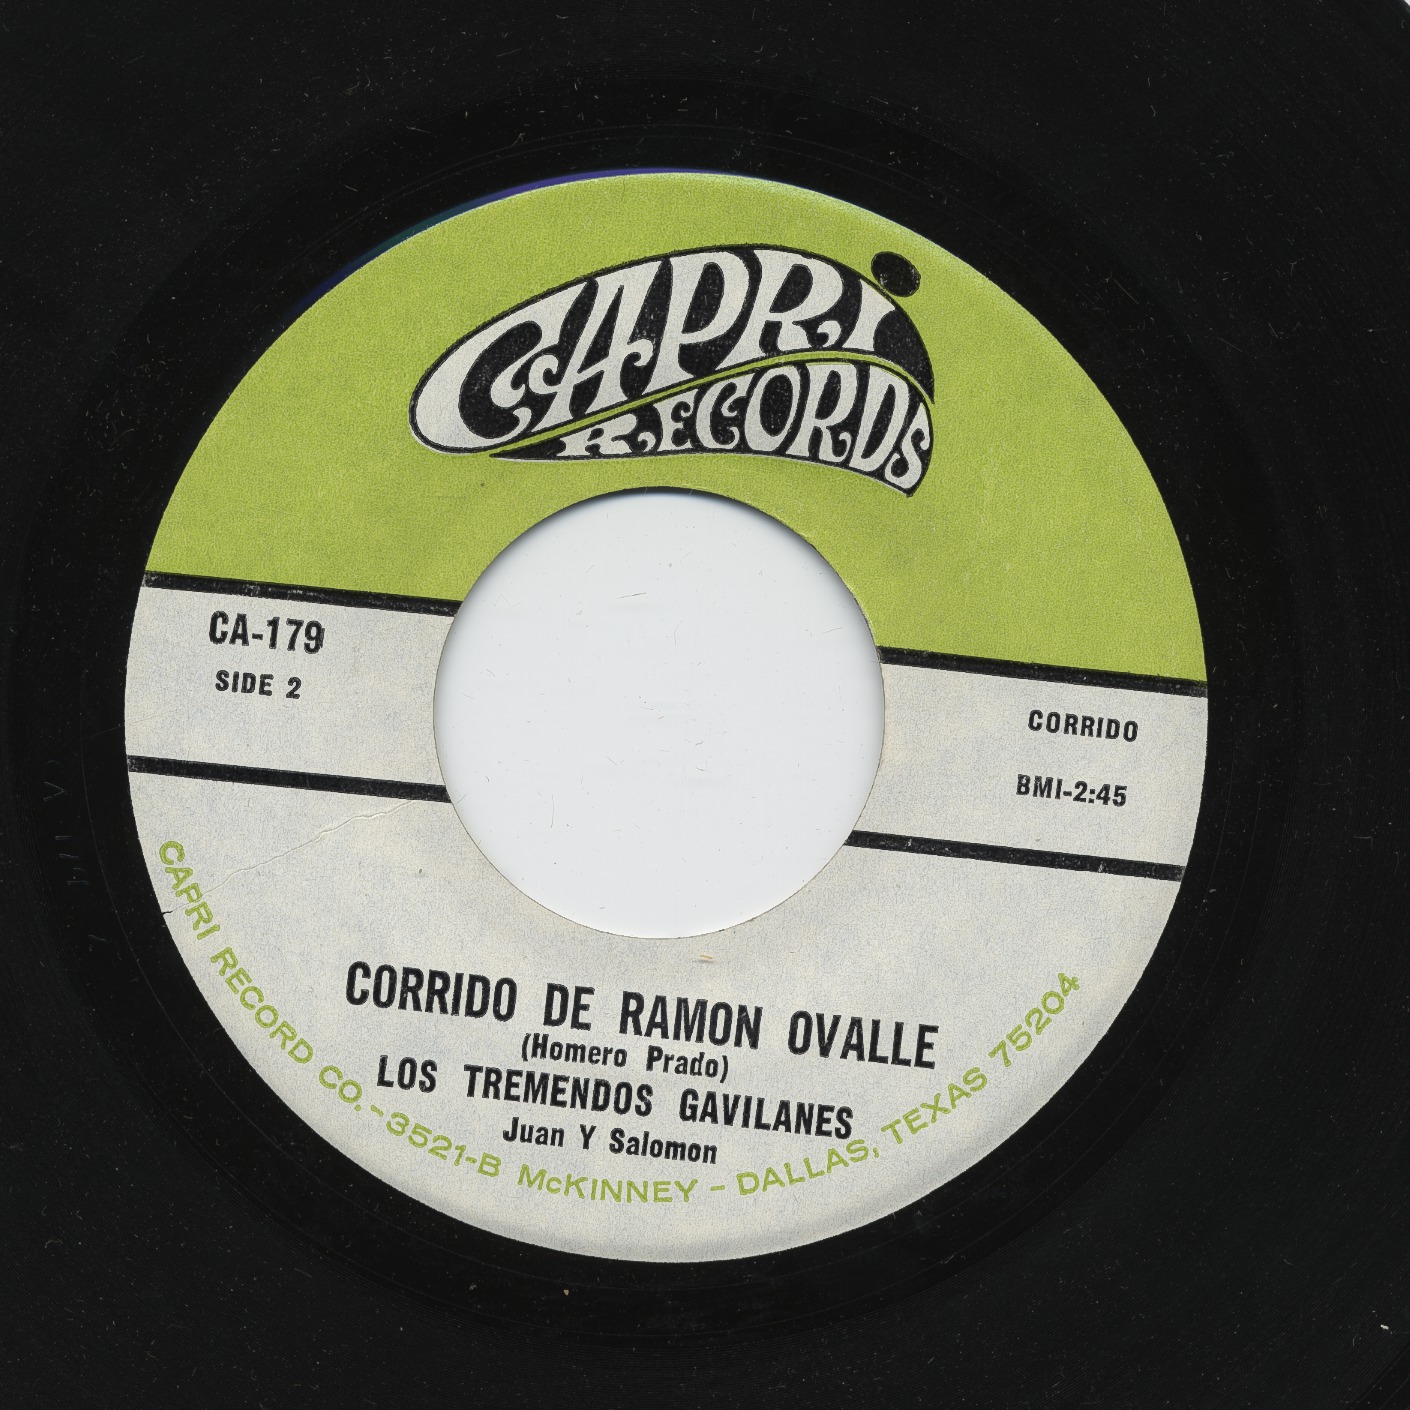 CAPRI
RECORDS
CA-179
SIDE 2
CORRIDO
BMI-2:45
CORRIDO DE RAMON OVALLE
(Homero Prado)
LOS TREMENDOS GAVILANES
Juan Y Salomon
CAPRI RECORD CO.-3521-B McKINNEY - DALLAS, TEXAS 75204